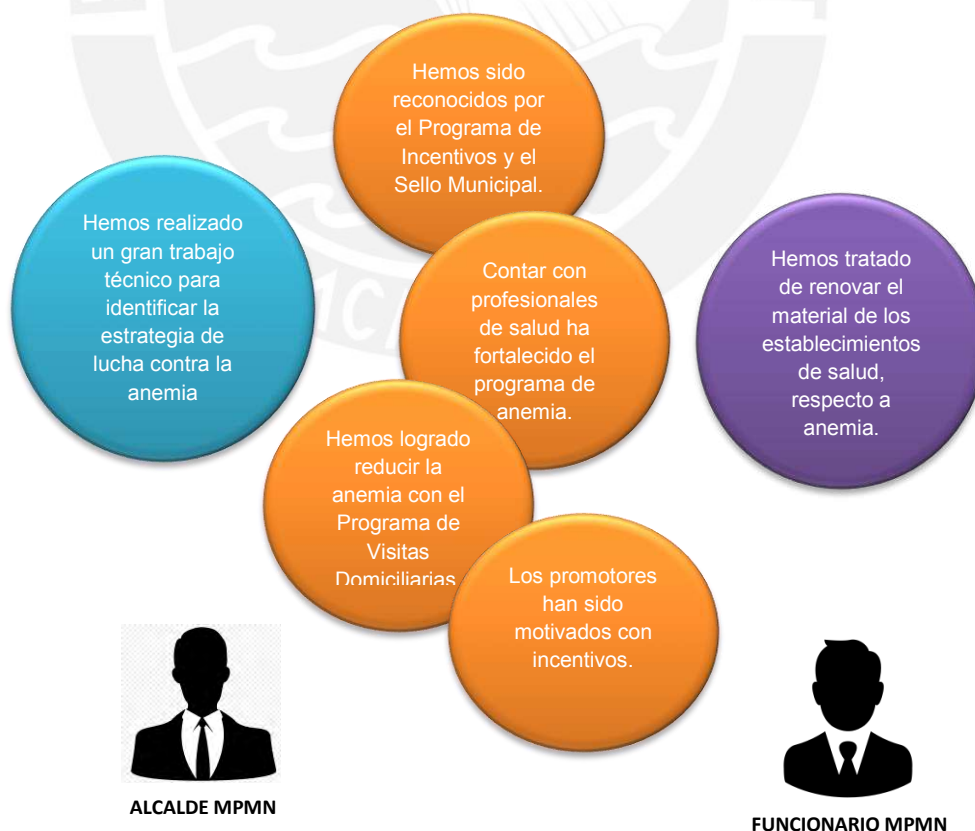 Hemos sido
reconocidos por
el Programa de
Incentivos y el
Sello Municipal.
Hemos realizado
un gran trabajo
técnico para
identificar la
estrategia de
lucha contra la
anemia
Contar con
profesionales
de salud ha
fortalecido el
programa de
anemia.
Hemos tratado
de renovar el
material de los
establecimientos
de salud,
respecto a
anemia.
Hemos logrado
reducir la
anemia con el
Programa de
Visitas
Domiciliarias
Los promotores
han sido
motivados con
incentivos.
ALCALDE MPMN
FUNCIONARIO MPMN